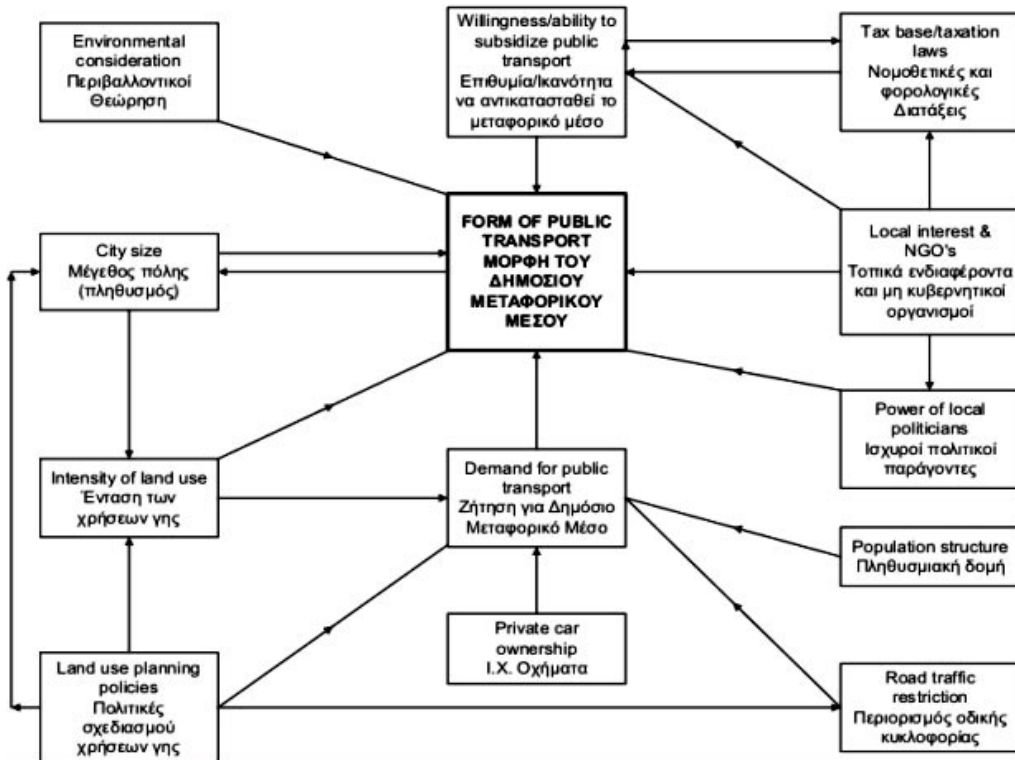 Environmental
consideration
Περιβαλλοντικοί
Θεώρηση
Willingness/ability to
subsidize public
transport
Επιθυμία/Ικανότητα
να αντικατασταθεί το
μεταφορικό μέσο
Tax base/taxation
laws
Νομοθετικές και
φορολογικές
Διατάξεις
City size
Μέγεθος πόλης
(πληθυσμός)
FORM OF PUBLIC
TRANSPORT
ΜΟΡΦΗ ΤΟΥ
ΔΗΜΟΣΙΟΥ
ΜΕΤΑΦΟΡΙΚΟΥ
ΜΕΣΟΥ
Local interest &
NGO's
Τοπικά ενδιαφέροντα
και μη κυβερνητικοί
οργανισμοί
Power of local
politicians
Ισχυροί πολιτικοί
παράγοντες
Intensity of land use
Ένταση των
χρήσεων γης
Demand for public
transport
Ζήτηση για Δημόσιο
Μεταφορικό Μέσο
Population structure
Πληθυσμιακή δομή
Private car
ownership
Ι.Χ. Οχήματα
Land use planning
policies
Πολιτικές
σχεδιασμού
χρήσεων γης
Road traffic
restriction
Περιορισμός οδικής
κυκλοφορίας